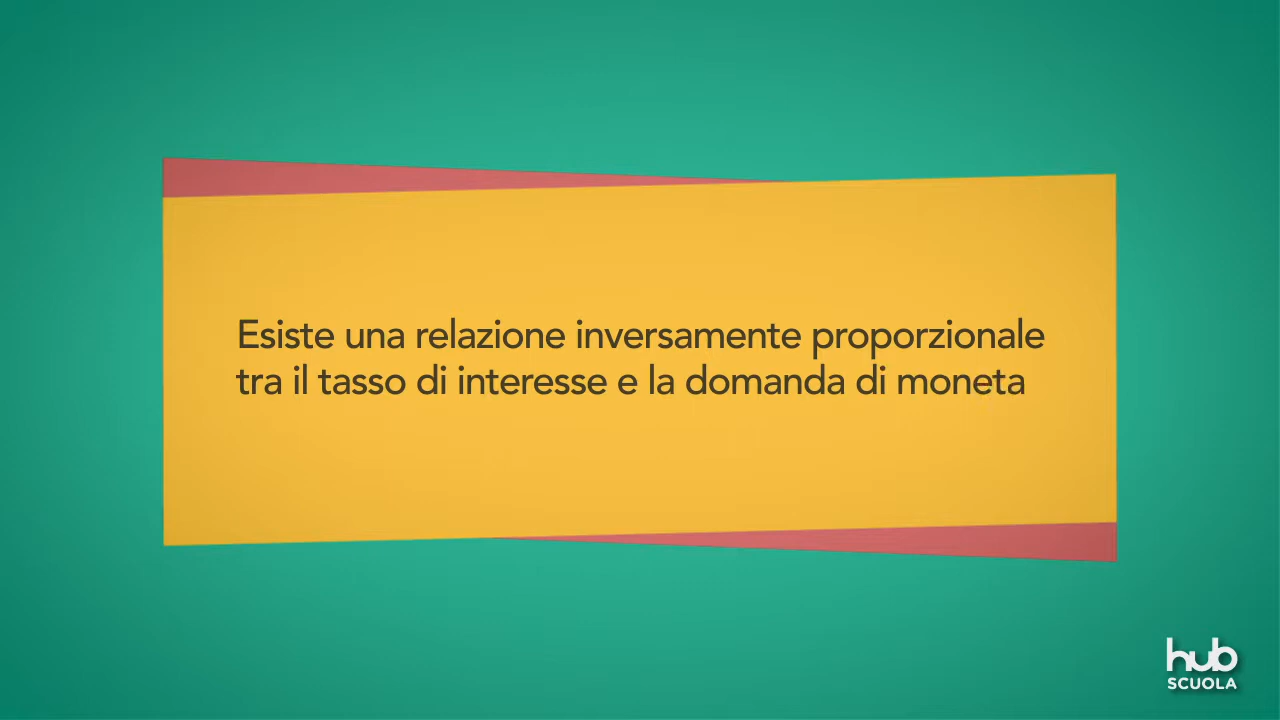 Esiste una relazione inversamente proporzionale
tra il tasso di interesse e la domanda di moneta
hub
SCUOLA